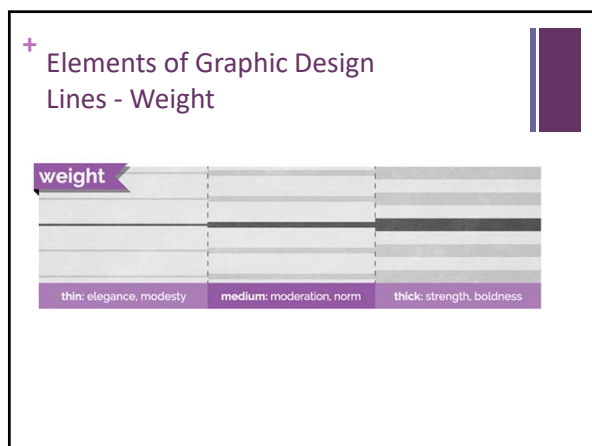 +
Elements of Graphic Design
Lines - Weight
weight
thin: elegance, modesty
medium: moderation, norm
thick: strength, boldness